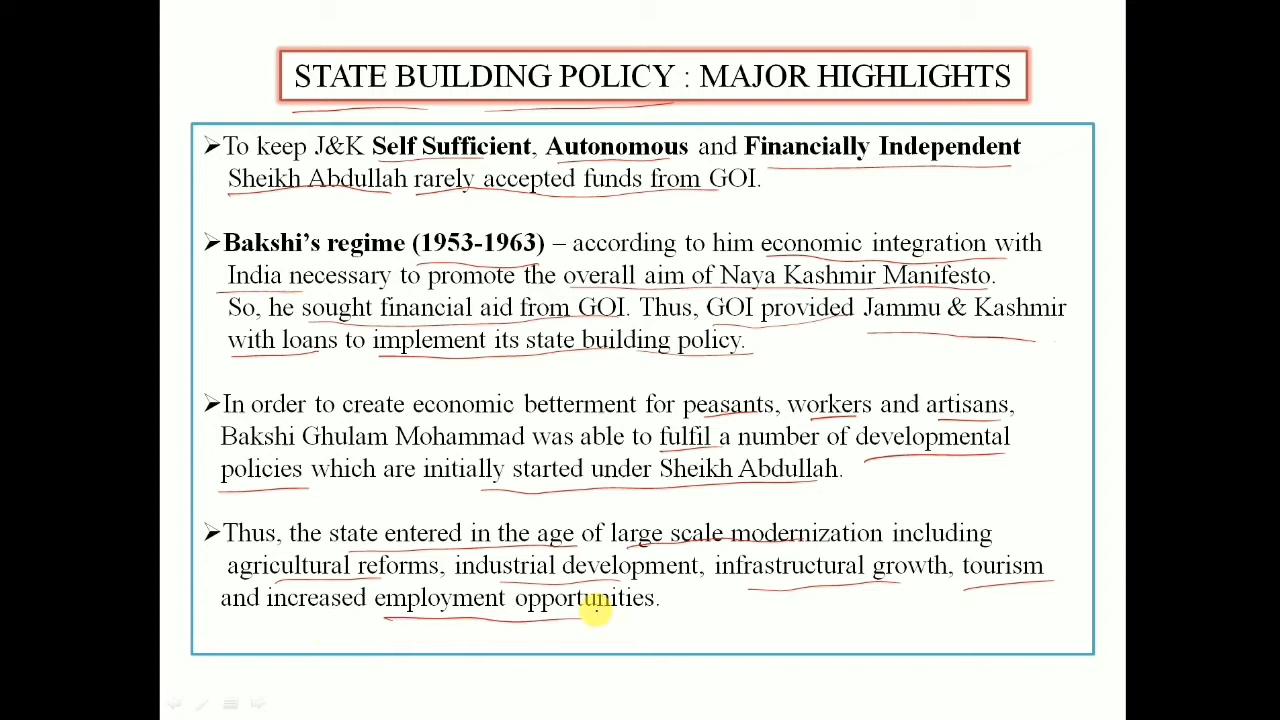 STATE BUILDING POLICY : MAJOR HIGHLIGHTS
➢To keep J&K Self Sufficient, Autonomous and Financially Independent
Sheikh Abdullah rarely accepted funds from GOI.
➢Bakshi's regime (1953-1963) – according to him economic integration with
India necessary to promote the overall aim of Naya Kashmir Manifesto.
So, he sought financial aid from GOI. Thus, GOI provided Jammu & Kashmir
with loans to implement its state building policy.
➢In order to create economic betterment for peasants, workers and artisans,
Bakshi Ghulam Mohammad was able to fulfil a number of developmental
policies which are initially started under Sheikh Abdullah.
➢Thus, the state entered in the age of large scale modernization including
agricultural reforms, industrial development, infrastructural growth, tourism
and increased employment opportunities.